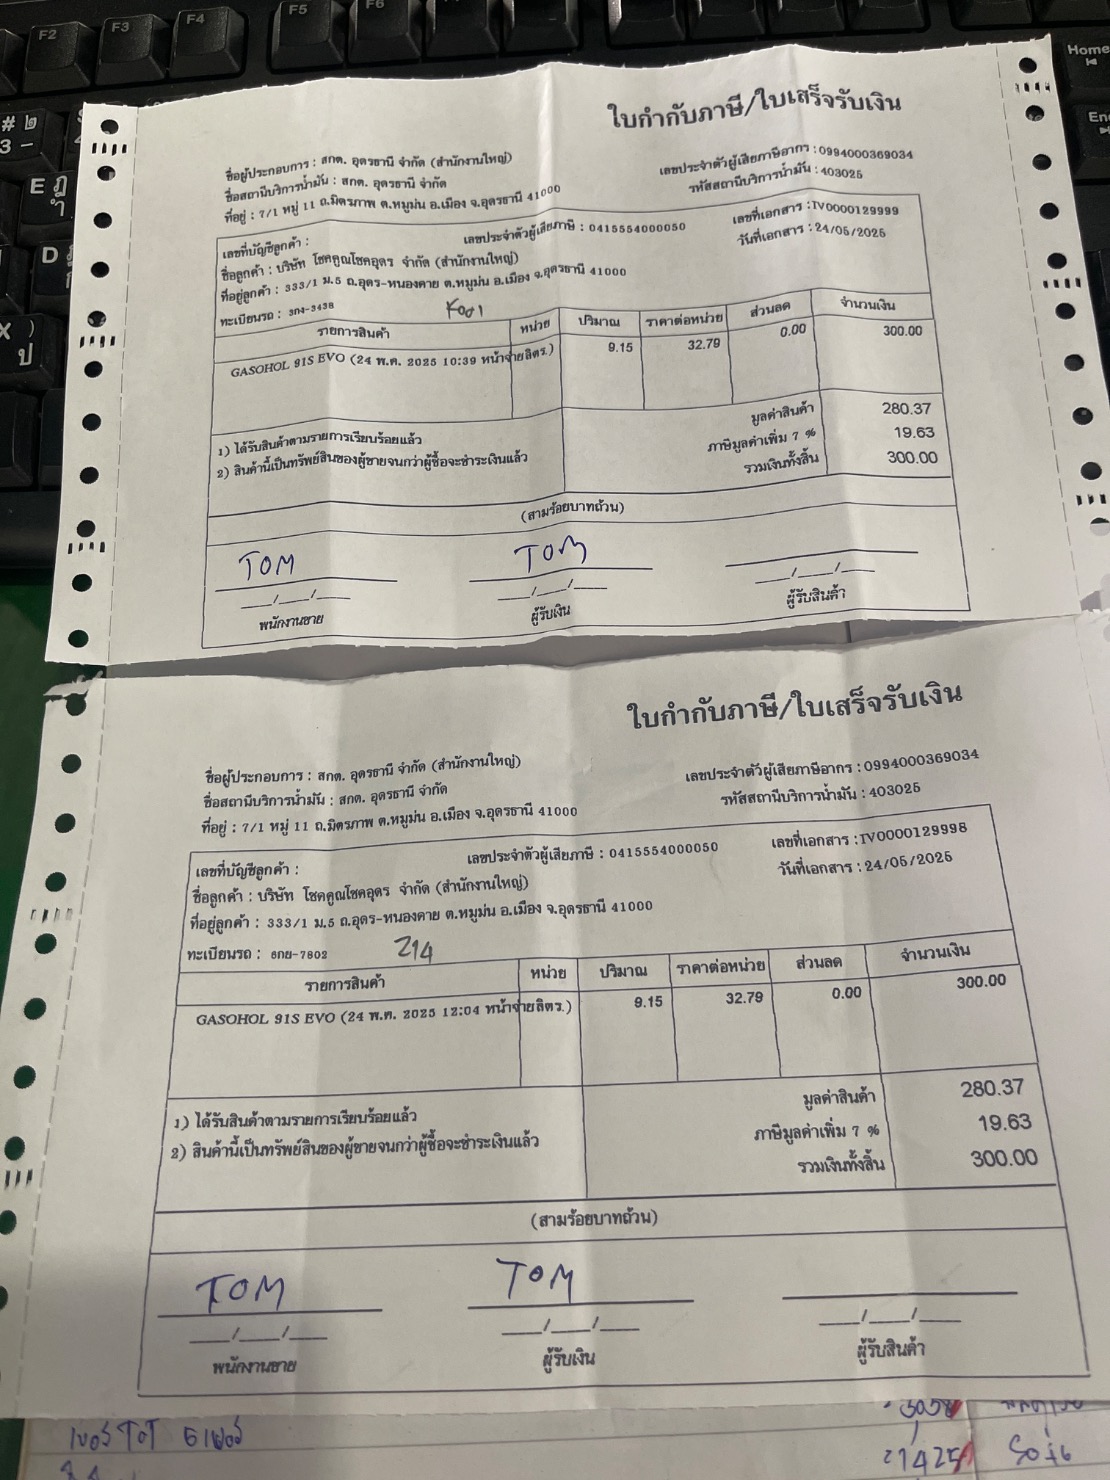 F2
F3
F4
F5
F6
Home
# ๒
3 -
E ฎ
D
ป
ใบกำกับภาษี/ใบเสร็จรับเงิน
ชื่อผู้ประกอบการ : สกต. อุดรธานี จำกัด (สำนักงานใหญ่)
เลขประจำตัวผู้เสียภาษีอากร :0994000369034
ชื่อสถานีบริการน้ำมัน : สกต. อุดรธานี จำกัด
รหัสสถานีบริการน้ำมัน : 403025
ที่อยู่ : 7/1 หมู่ 11 ถ.มิตรภาพ ต.หมูม่น อ.เมือง จ.อุดรธานี 41000
เลขที่บัญชีลูกค้า :
เลขประจำตัวผู้เสียภาษี : 0415554000050
เลขที่เอกสาร :IV0000129999
ชื่อลูกค้า : บริษัท โชคคูณโชคอุดร จำกัด (สำนักงานใหญ่)
วันที่เอกสาร : 24/05/2025
ที่อยู่ลูกค้า : 333/1 ม.5 ถ.อุดร-หนองคาย ต.หมูม่น อ.เมือง จ.อุดรธานี 41000
ทะเบียนรถ : 3กง-3438
K001
รายการสินค้า หน่วย ปริมาณ ราคาต่อหน่วย ส่วนลด จำนวนเงิน
GASOHOL 91S EVO (24 พ.ค. 2025 10:39 หน้าจ่ายลิตร.) 9.15 32.79 0.00 300.00
มูลค่าสินค้า 280.37
1) ได้รับสินค้าตามรายการเรียบร้อยแล้ว
ภาษีมูลค่าเพิ่ม 7 % 19.63
2) สินค้านี้เป็นทรัพย์สินของผู้ขายจนกว่าผู้ซื้อจะชำระเงินแล้ว
รวมเงินทั้งสิ้น 300.00
(สามร้อยบาทถ้วน)
TOM TOM
__/__/__ __/__/__ __/__/__
พนักงานขาย ผู้รับเงิน ผู้รับสินค้า
ใบกำกับภาษี/ใบเสร็จรับเงิน
ชื่อผู้ประกอบการ : สกต. อุดรธานี จำกัด (สำนักงานใหญ่)
เลขประจำตัวผู้เสียภาษีอากร :0994000369034
ชื่อสถานีบริการน้ำมัน : สกต. อุดรธานี จำกัด
รหัสสถานีบริการน้ำมัน : 403025
ที่อยู่ : 7/1 หมู่ 11 ถ.มิตรภาพ ต.หมูม่น อ.เมือง จ.อุดรธานี 41000
เลขที่บัญชีลูกค้า :
เลขประจำตัวผู้เสียภาษี : 0415554000050
เลขที่เอกสาร :IV0000129998
ชื่อลูกค้า : บริษัท โชคคูณโชคอุดร จำกัด (สำนักงานใหญ่)
วันที่เอกสาร : 24/05/2025
ที่อยู่ลูกค้า : 333/1 ม.5 ถ.อุดร-หนองคาย ต.หมูม่น อ.เมือง จ.อุดรธานี 41000
ทะเบียนรถ : 6กย-7802
214
รายการสินค้า หน่วย ปริมาณ ราคาต่อหน่วย ส่วนลด จำนวนเงิน
GASOHOL 91S EVO (24 พ.ค. 2025 12:04 หน้าจ่ายลิตร.) 9.15 32.79 0.00 300.00
มูลค่าสินค้า 280.37
1) ได้รับสินค้าตามรายการเรียบร้อยแล้ว
ภาษีมูลค่าเพิ่ม 7 % 19.63
2) สินค้านี้เป็นทรัพย์สินของผู้ขายจนกว่าผู้ซื้อจะชำระเงินแล้ว
รวมเงินทั้งสิ้น 300.00
(สามร้อยบาทถ้วน)
TOM TOM
__/__/__ __/__/__ __/__/__
พนักงานขาย ผู้รับเงิน ผู้รับสินค้า
เบอร์ TOT 5 เบอร์